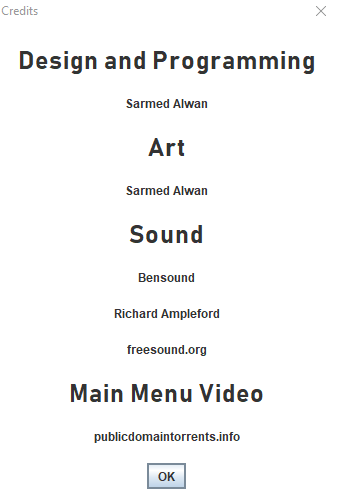 Credits
Design and Programming
Sarmed Alwan
Art
Sarmed Alwan
Sound
Bensound
Richard Ampleford
freesound.org
Main Menu Video
publicdomaintorrents.info
OK